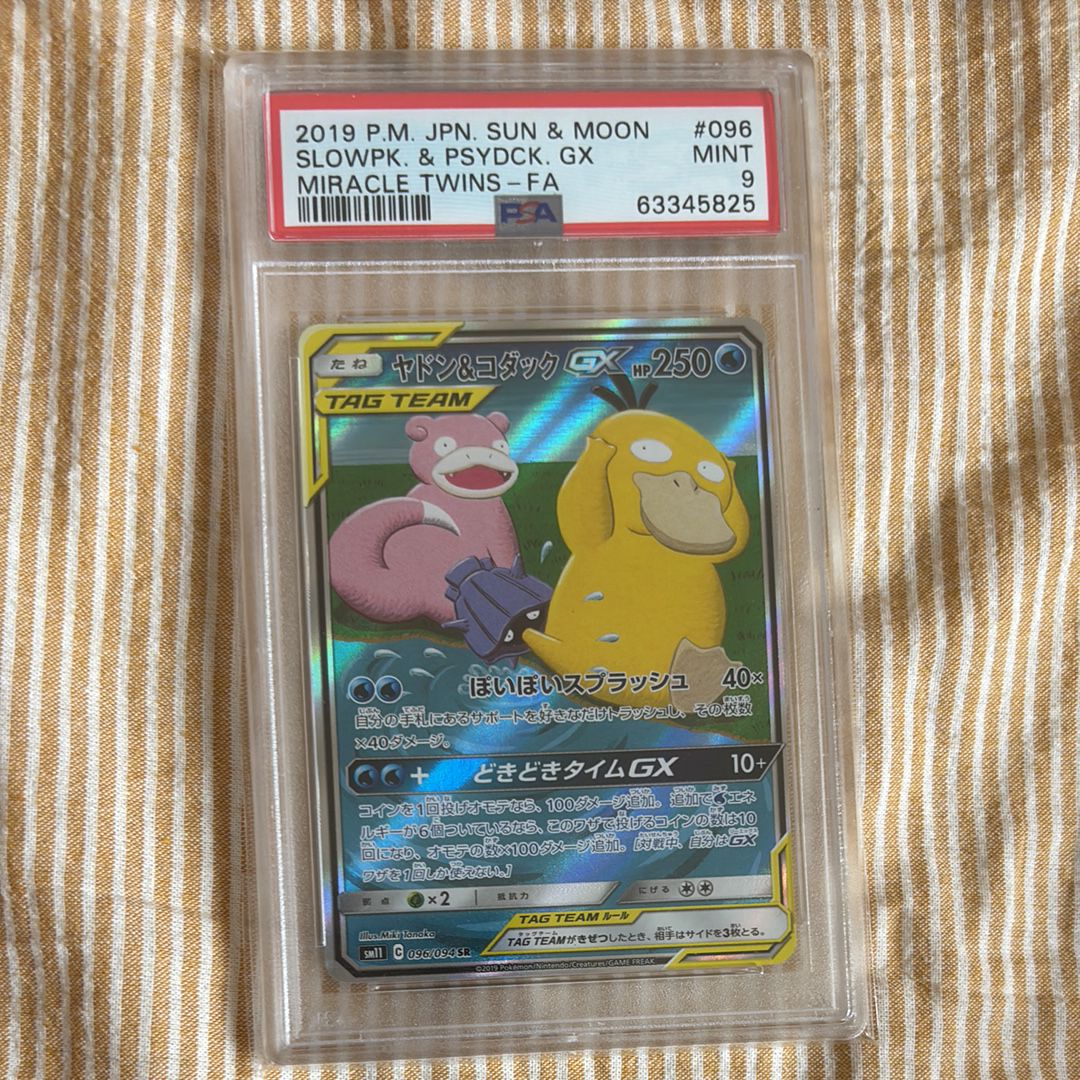 2019 P.M. JPN. SUN & MOON #096
SLOWPK. & PSYDCK. GX MINT
MIRACLE TWINS-FA 9
PSA 63345825
たね ヤドン&コダックGX HP250
TAG TEAM
ぽいぽいスプラッシュ 40×
自分の手札にあるサポートを好きなだけトラッシュし、その枚数
×40ダメージ。
+ どきどきタイムGX 10+
コインを1回投げオモテなら、100ダメージ追加。追加でエネ
ルギーが6個ついているなら、このワザで投げるコインの数は10
回になり、オモテの数×100ダメージ追加。[対戦中、自分はGX
ワザを1回しか使えない。]
弱点 ×2 抵抗力 にげる
TAG TEAM ルール
TAG TEAMがきぜつしたとき、相手はサイドを3枚とる。
Illus. Miki Tanaka
sm11 C 096/094 SR
©2019 Pokémon/Nintendo/Creatures/GAME FREAK.